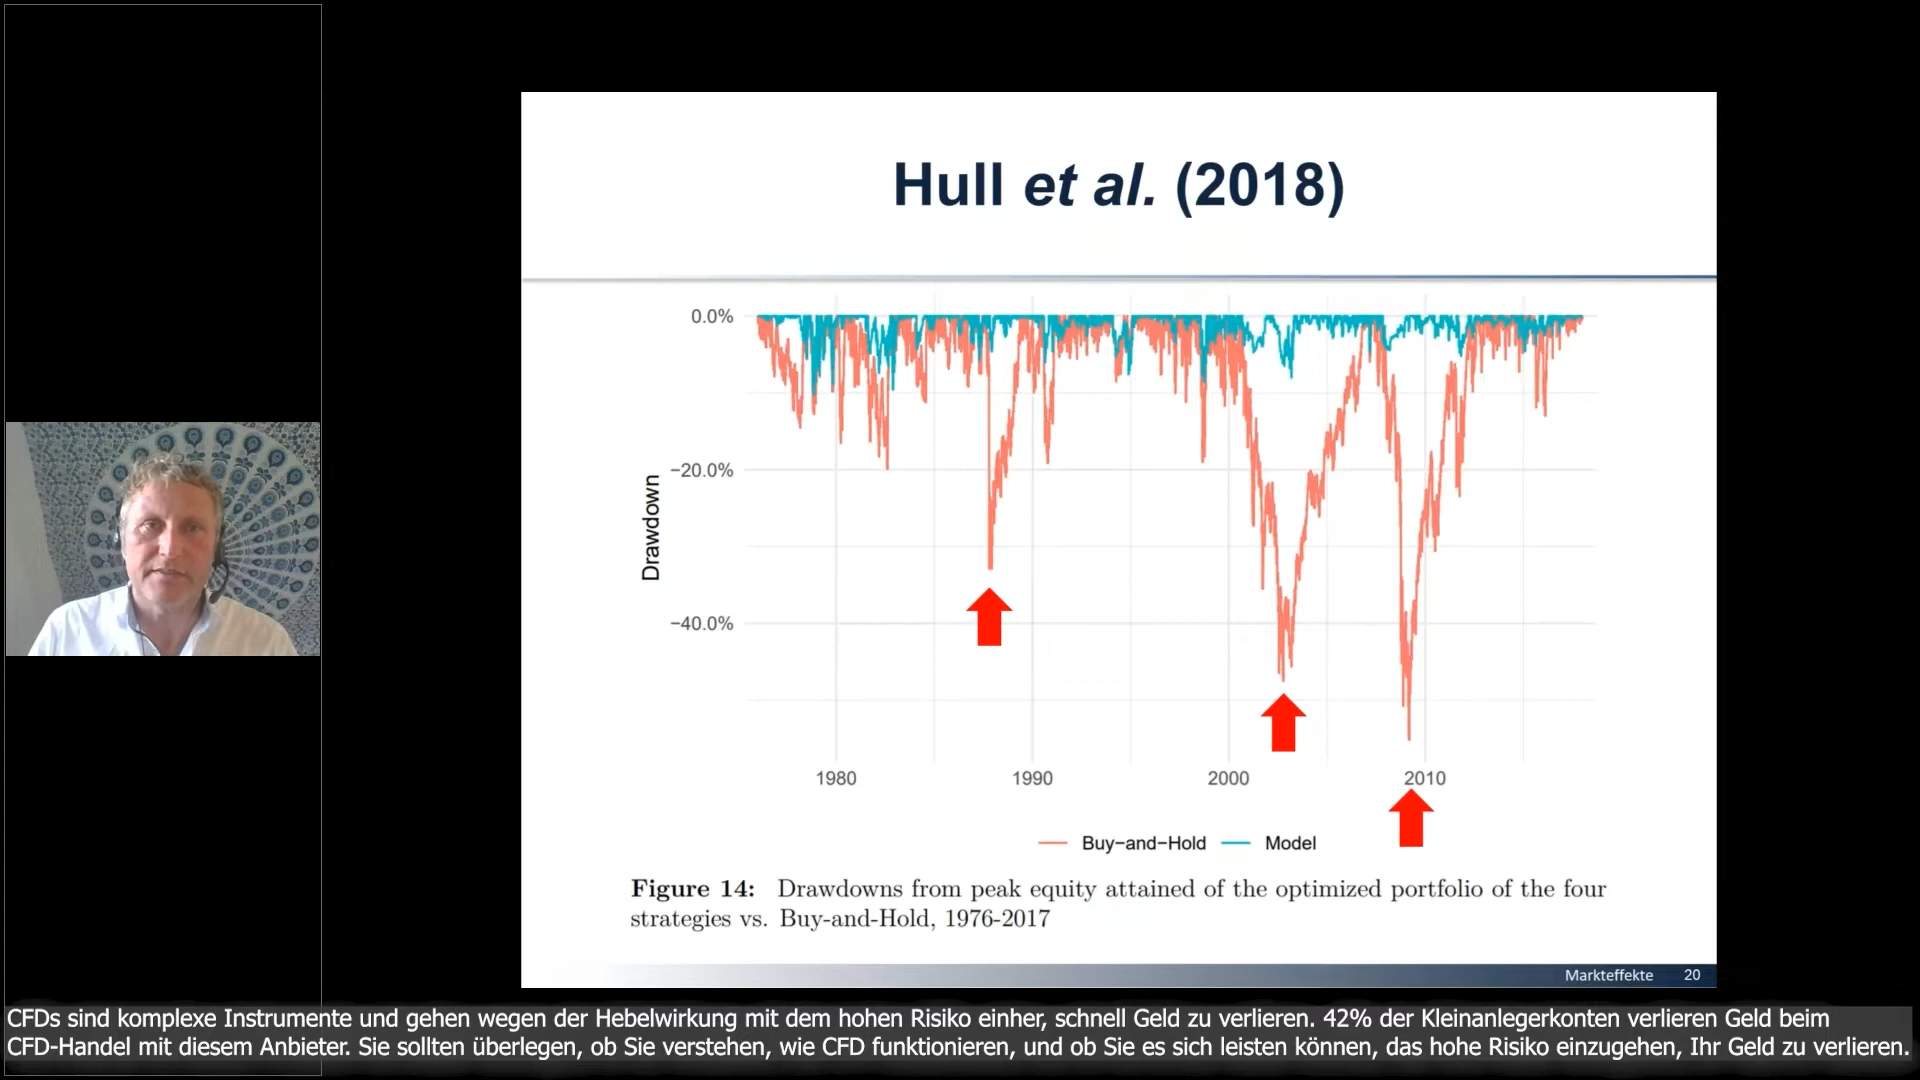 Hull et al. (2018)
0.0%
−20.0%
−40.0%
Drawdown
1980 1990 2000 2010
Buy−and−Hold Model
Figure 14: Drawdowns from peak equity attained of the optimized portfolio of the four
strategies vs. Buy-and-Hold, 1976-2017
Markteffekte 20
CFDs sind komplexe Instrumente und gehen wegen der Hebelwirkung mit dem hohen Risiko einher, schnell Geld zu verlieren. 42% der Kleinanlegerkonten verlieren Geld beim
CFD-Handel mit diesem Anbieter. Sie sollten überlegen, ob Sie verstehen, wie CFD funktionieren, und ob Sie es sich leisten können, das hohe Risiko einzugehen, Ihr Geld zu verlieren.